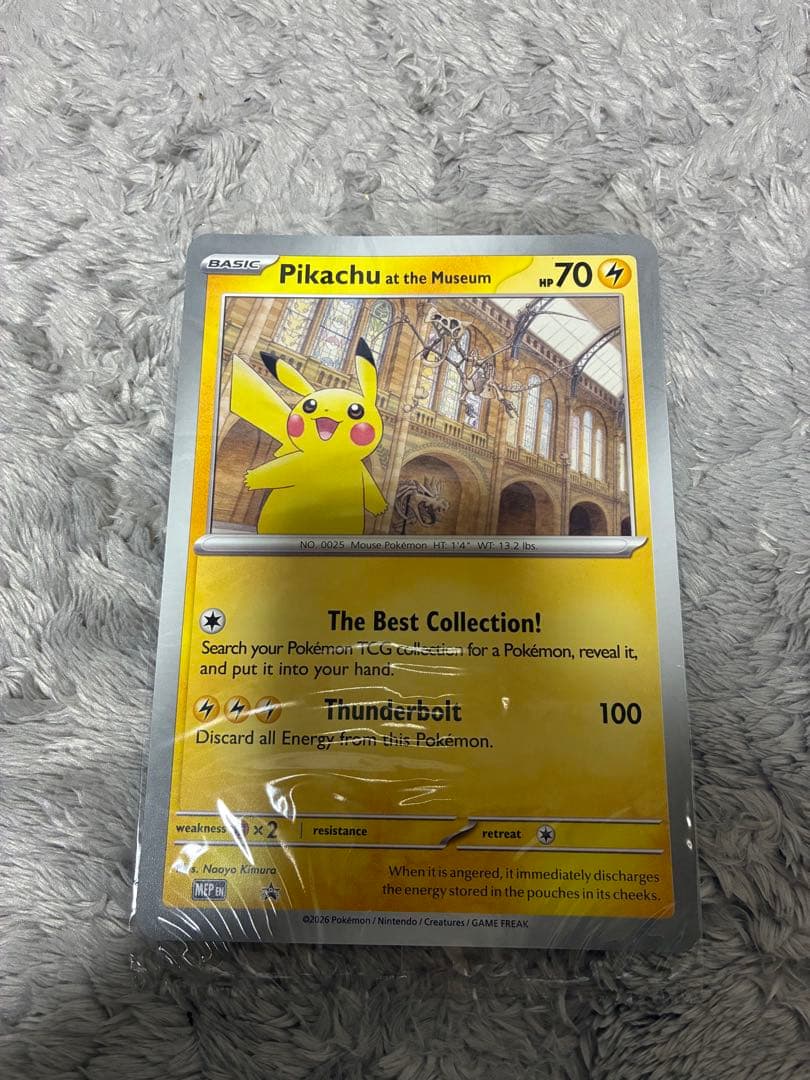 BASIC Pikachu at the Museum HP 70
NO. 0025 Mouse Pokémon HT: 1'4" WT: 13.2 lbs.
The Best Collection!
Search your Pokémon TCG collection for a Pokémon, reveal it,
and put it into your hand.
Thunderbolt 100
Discard all Energy from this Pokémon.
weakness ×2 resistance retreat
Illus. Naoyo Kimura
When it is angered, it immediately discharges
the energy stored in the pouches in its cheeks.
MEP EN
©2026 Pokémon / Nintendo / Creatures / GAME FREAK